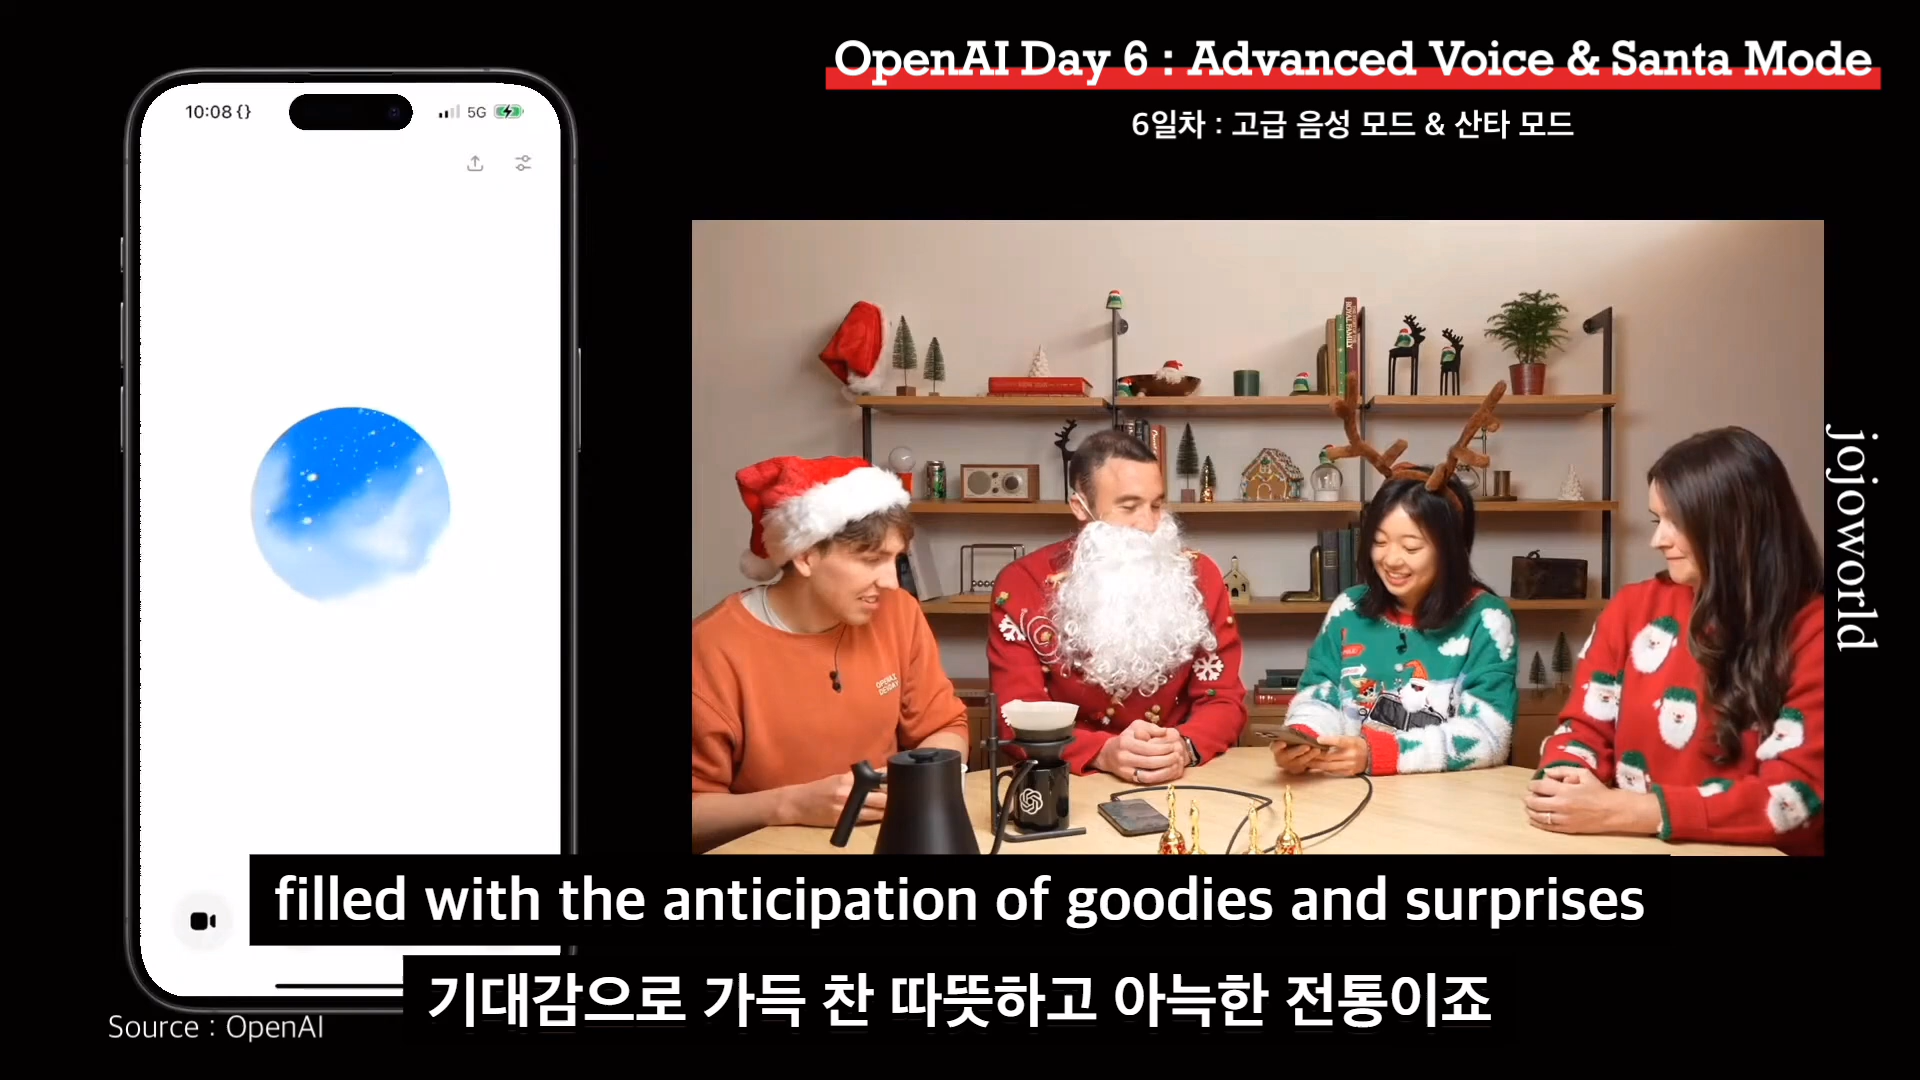 OpenAI Day 6 : Advanced Voice & Santa Mode
6일차 : 고급 음성 모드 & 산타 모드
10:08 {}
5G
ROYAL FAMILY
jojoworld
filled with the anticipation of goodies and surprises
기대감으로 가득 찬 따뜻하고 아늑한 전통이죠
Source : OpenAI